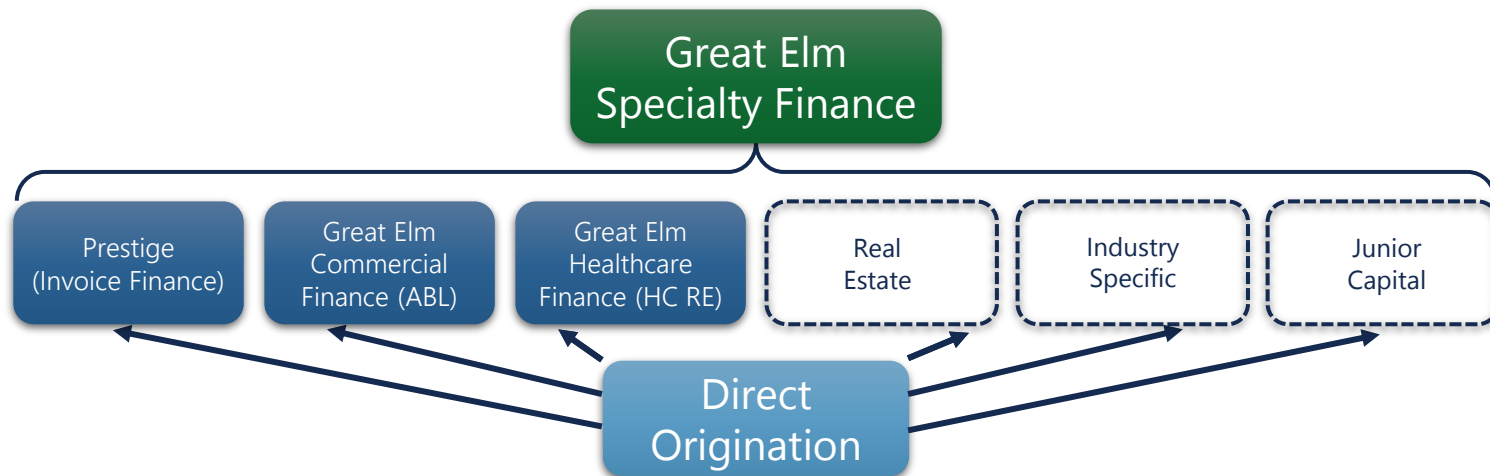 Great Elm
Specialty Finance
Prestige
(Invoice Finance)
Great Elm
Commercial
Finance (ABL)
Great Elm
Healthcare
Finance (HC RE)
Real
Estate
Industry
Specific
Junior
Capital
Direct
Origination